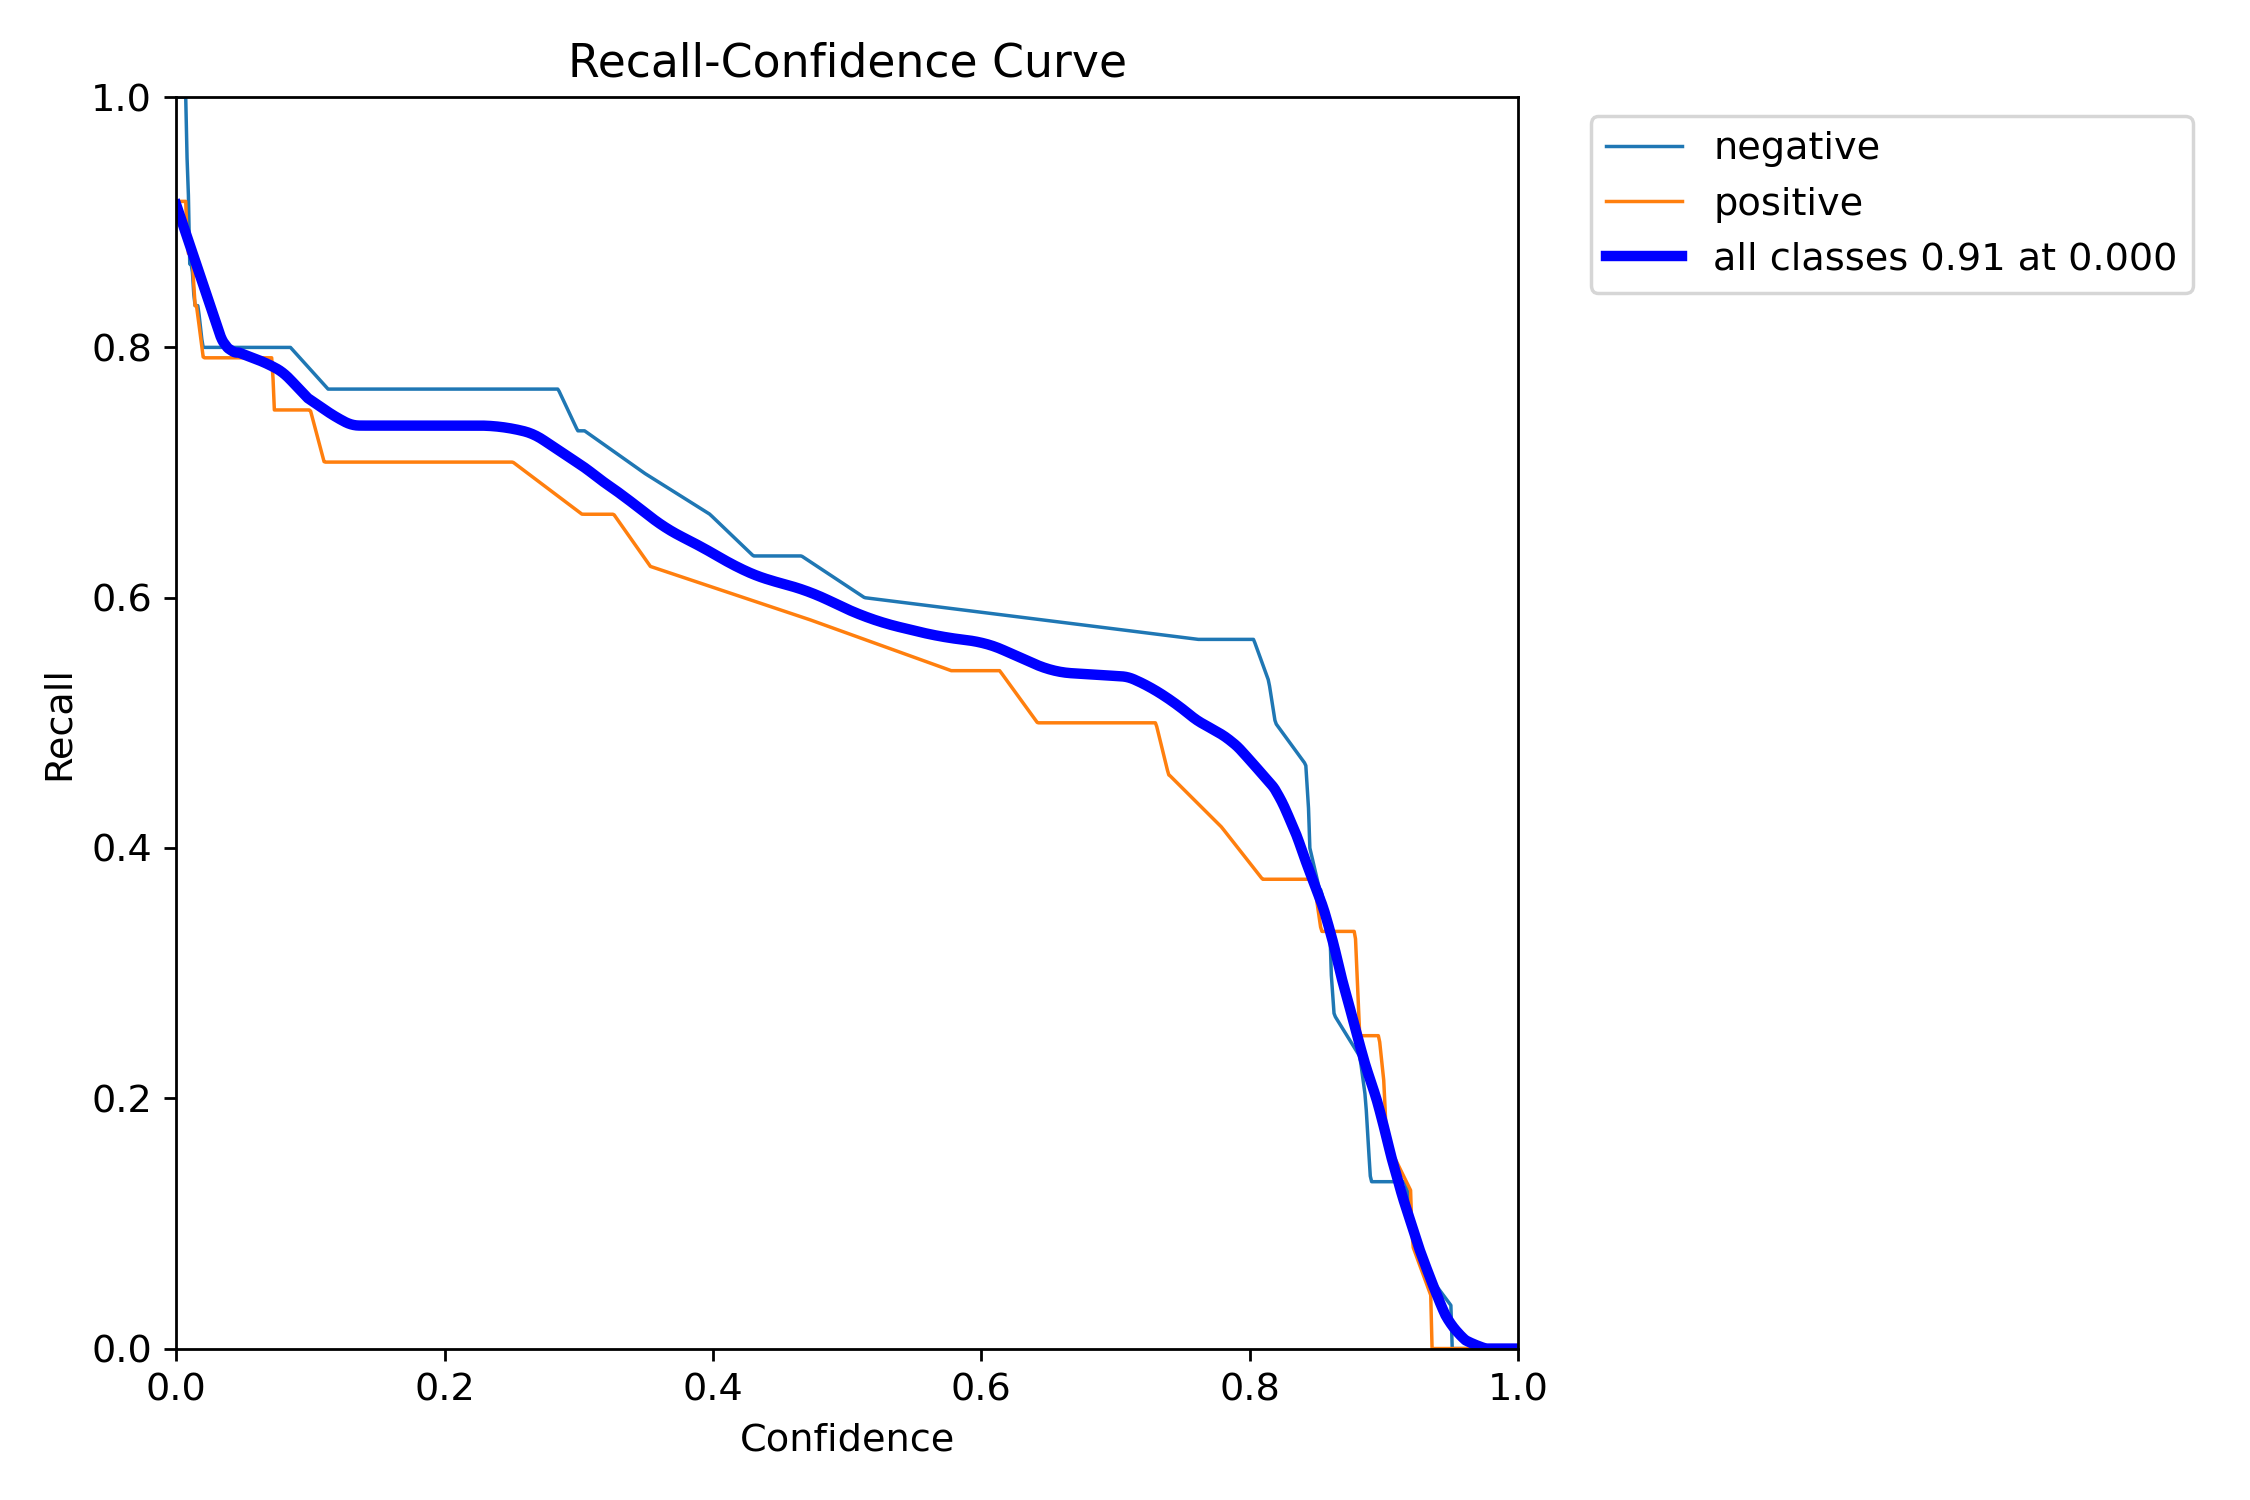 Recall-Confidence Curve
negative
positive
all classes 0.91 at 0.000
1.0
0.8
0.6
0.4
0.2
0.0
Recall
0.0 0.2 0.4 0.6 0.8 1.0
Confidence